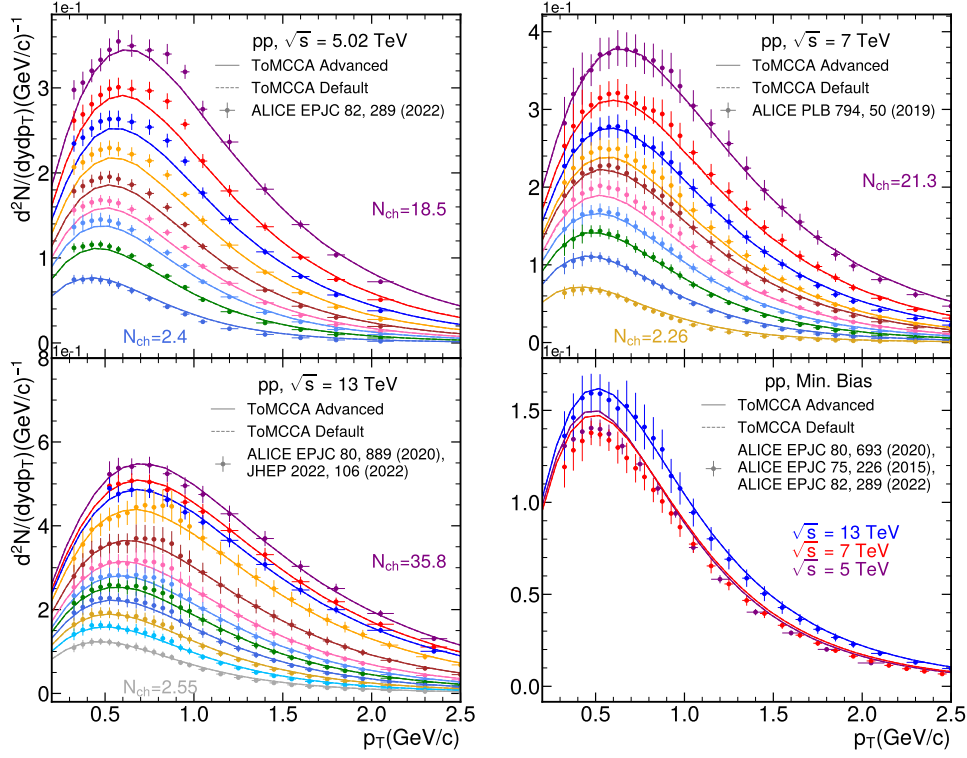 1e-1
pp, √s = 5.02 TeV
ToMCCA Advanced
ToMCCA Default
ALICE EPJC 82, 289 (2022)
N_ch=18.5
N_ch=2.4
d²N/(dydp_T)(GeV/c)⁻¹
3
2
1
0
1e-1
pp, √s = 7 TeV
ToMCCA Advanced
ToMCCA Default
ALICE PLB 794, 50 (2019)
N_ch=21.3
N_ch=2.26
4
3
2
1
0
1e-1
pp, √s = 13 TeV
ToMCCA Advanced
ToMCCA Default
ALICE EPJC 80, 889 (2020),
JHEP 2022, 106 (2022)
N_ch=35.8
N_ch=2.55
d²N/(dydp_T)(GeV/c)⁻¹
8
6
4
2
0
0.5 1.0 1.5 2.0 2.5
p_T(GeV/c)
1e-1
pp, Min. Bias
ToMCCA Advanced
ToMCCA Default
ALICE EPJC 80, 693 (2020),
ALICE EPJC 75, 226 (2015),
ALICE EPJC 82, 289 (2022)
√s = 13 TeV
√s = 7 TeV
√s = 5 TeV
1.5
1.0
0.5
0.0
0.5 1.0 1.5 2.0 2.5
p_T(GeV/c)